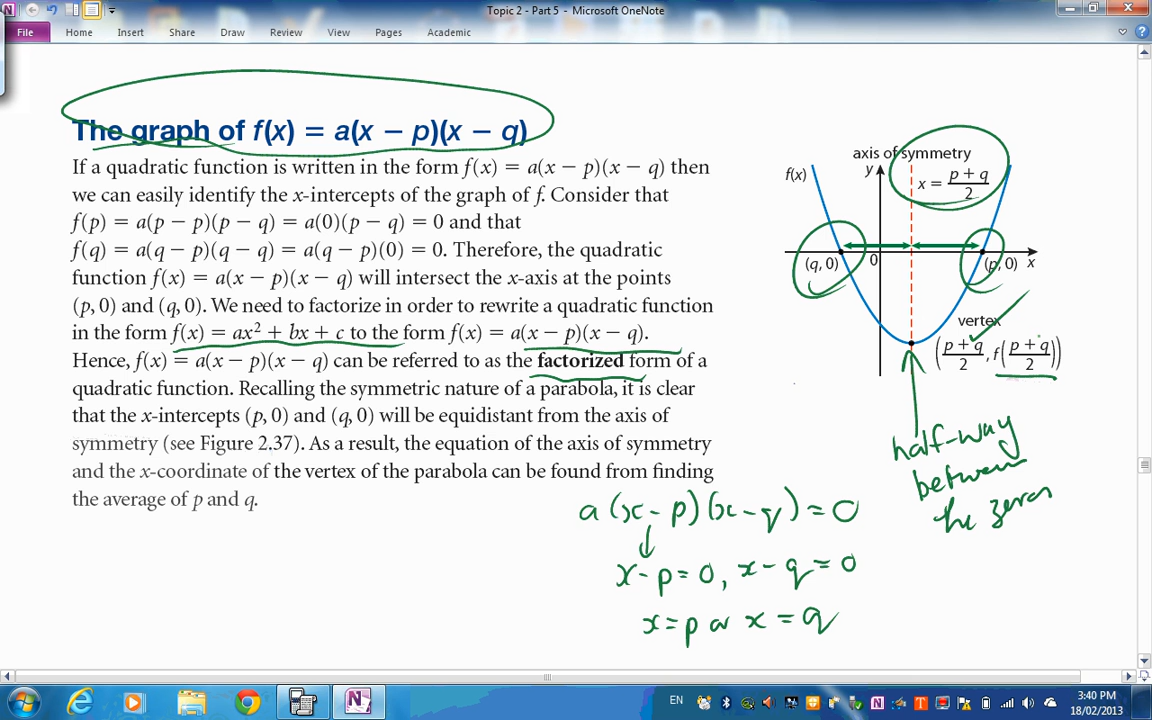 Topic 2 - Part 5 - Microsoft OneNote
File Home Insert Share Draw Review View Pages Academic
The graph of f(x) = a(x − p)(x − q)
If a quadratic function is written in the form f(x) = a(x − p)(x − q) then
we can easily identify the x-intercepts of the graph of f. Consider that
f(p) = a(p − p)(p − q) = a(0)(p − q) = 0 and that
f(q) = a(q − p)(q − q) = a(q − p)(0) = 0. Therefore, the quadratic
function f(x) = a(x − p)(x − q) will intersect the x-axis at the points
(p, 0) and (q, 0). We need to factorize in order to rewrite a quadratic function
in the form f(x) = ax² + bx + c to the form f(x) = a(x − p)(x − q).
Hence, f(x) = a(x − p)(x − q) can be referred to as the factorized form of a
quadratic function. Recalling the symmetric nature of a parabola, it is clear
that the x-intercepts (p, 0) and (q, 0) will be equidistant from the axis of
symmetry (see Figure 2.37). As a result, the equation of the axis of symmetry
and the x-coordinate of the vertex of the parabola can be found from finding
the average of p and q.
axis of symmetry
f(x) y x = p + q / 2
(q, 0) 0 (p, 0) x
vertex
(p + q / 2, f(p + q / 2))
half-way
between
the zeros
a(x − p)(x − q) = 0
x − p = 0, x − q = 0
x = p or x = q
EN
3:40 PM
18/02/2013